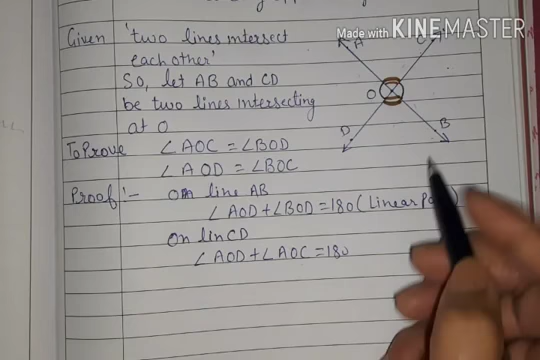 Made with KINEMASTER
Given 'two lines intersect
each other'
So, let AB and CD
be two lines intersecting
at O
A
C
O
D
B
To Prove ∠AOC = ∠BOD
∠AOD = ∠BOC
Proof :- On line AB
∠AOD + ∠BOD = 180 (Linear
On lin CD
∠AOD + ∠AOC = 180